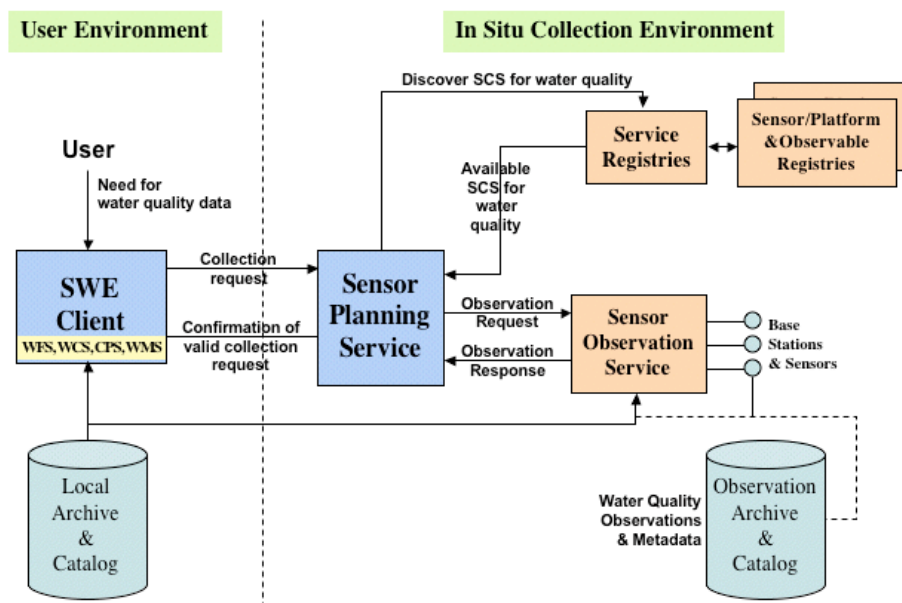 User Environment
In Situ Collection Environment
Discover SCS for water quality
Sensor/Platform
&Observable
Registries
Service
Registries
User
Need for
water quality data
Available
SCS for
water
quality
SWE
Client
WFS,WCS,CPS,WMS
Collection
request
Confirmation of
valid collection
request
Sensor
Planning
Service
Observation
Request
Observation
Response
Sensor
Observation
Service
Base
Stations
& Sensors
Local
Archive
&
Catalog
Water Quality
Observations
& Metadata
Observation
Archive
&
Catalog